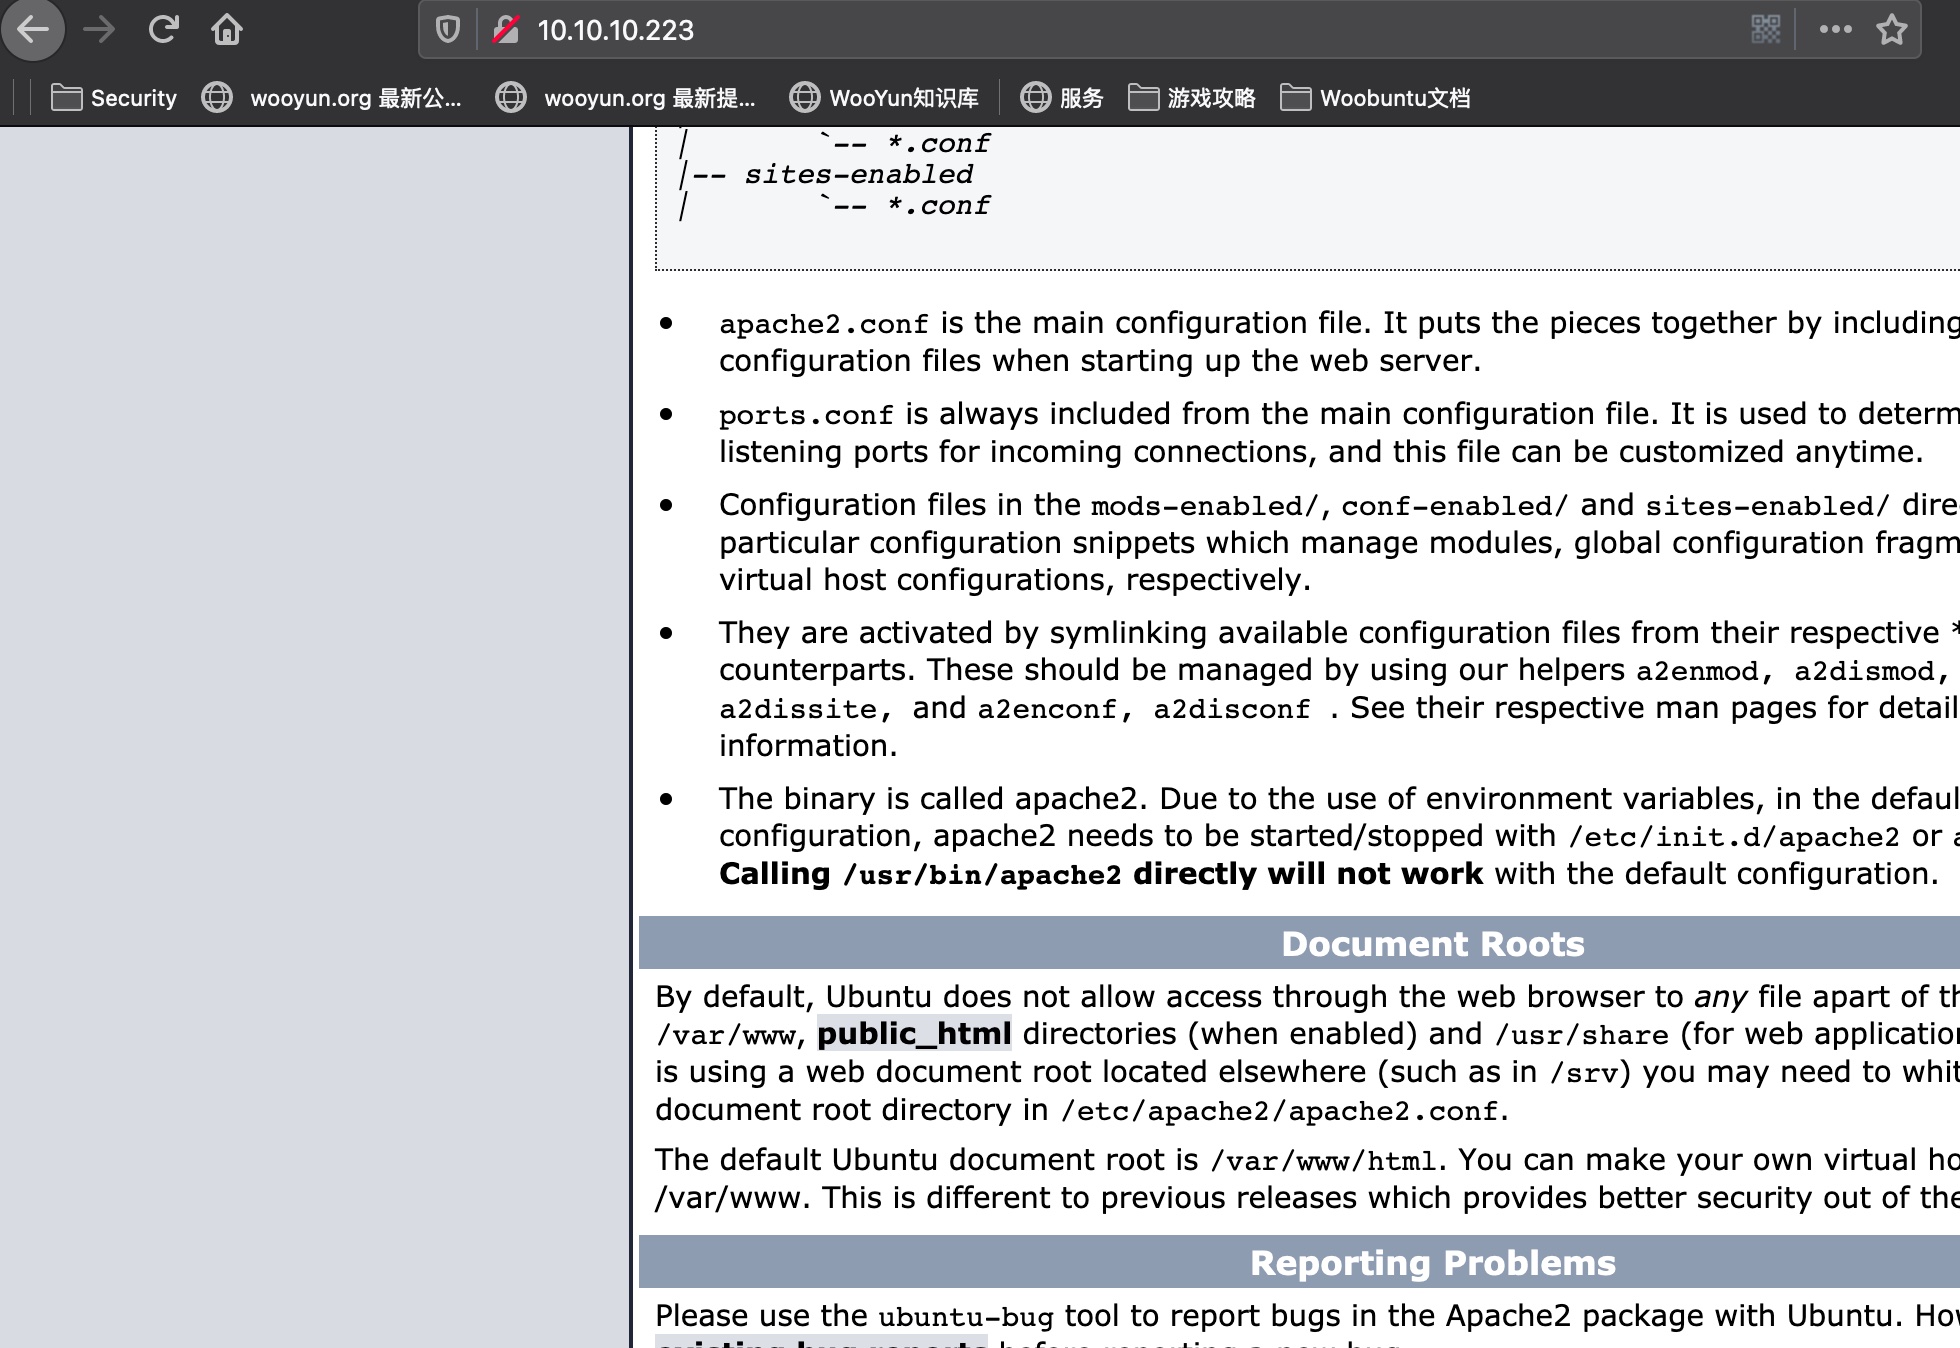 10.10.10.223
Security wooyun.org 最新公... wooyun.org 最新提... WooYun知识库 服务 游戏攻略 Woobuntu文档
|       `-- *.conf
|-- sites-enabled
|       `-- *.conf
• apache2.conf is the main configuration file. It puts the pieces together by including
configuration files when starting up the web server.
• ports.conf is always included from the main configuration file. It is used to determ
listening ports for incoming connections, and this file can be customized anytime.
• Configuration files in the mods-enabled/, conf-enabled/ and sites-enabled/ dire
particular configuration snippets which manage modules, global configuration fragm
virtual host configurations, respectively.
• They are activated by symlinking available configuration files from their respective *
counterparts. These should be managed by using our helpers a2enmod, a2dismod,
a2dissite, and a2enconf, a2disconf . See their respective man pages for detail
information.
• The binary is called apache2. Due to the use of environment variables, in the defaul
configuration, apache2 needs to be started/stopped with /etc/init.d/apache2 or a
Calling /usr/bin/apache2 directly will not work with the default configuration.
Document Roots
By default, Ubuntu does not allow access through the web browser to any file apart of th
/var/www, public_html directories (when enabled) and /usr/share (for web application
is using a web document root located elsewhere (such as in /srv) you may need to whit
document root directory in /etc/apache2/apache2.conf.
The default Ubuntu document root is /var/www/html. You can make your own virtual ho
/var/www. This is different to previous releases which provides better security out of the
Reporting Problems
Please use the ubuntu-bug tool to report bugs in the Apache2 package with Ubuntu. How
existing bug reports before reporting a new bug.